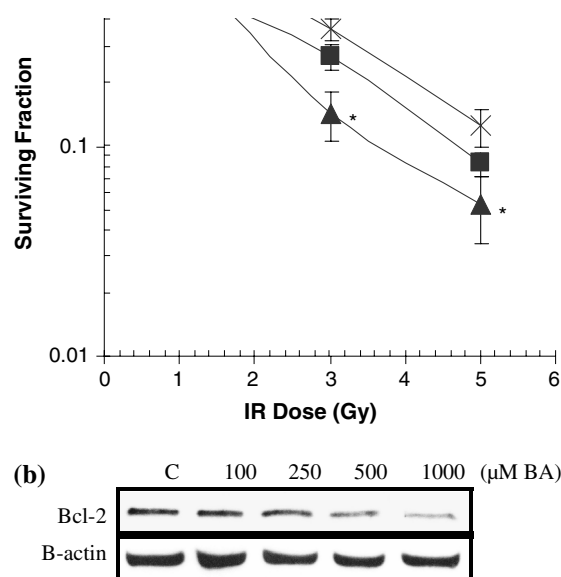 Surviving Fraction
0.1
0.01
*
*
0 1 2 3 4 5 6
IR Dose (Gy)
(b) C 100 250 500 1000 (μM BA)
Bcl-2
B-actin